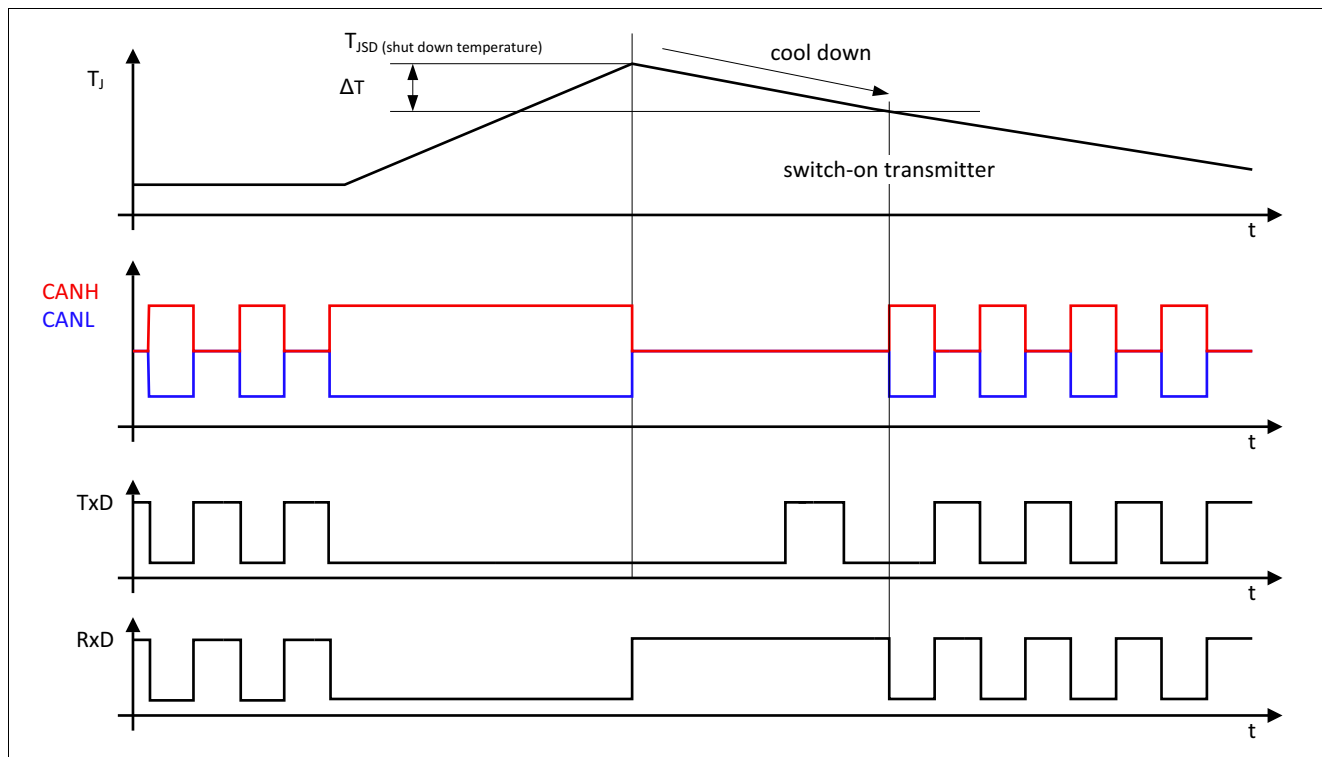 T_JSD (shut down temperature)
cool down
T_J
ΔT
switch-on transmitter
t
CANH
CANL
t
TxD
t
RxD
t